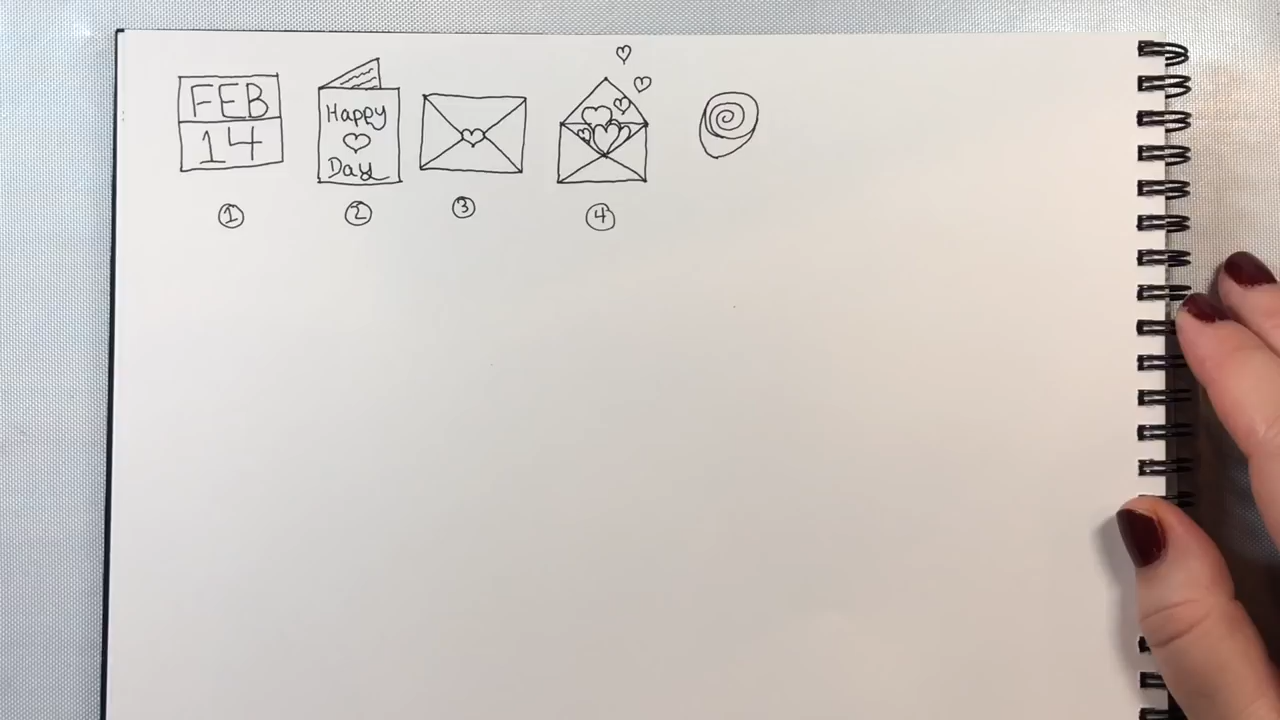 FEB
14
Happy
Day
① ② ③ ④